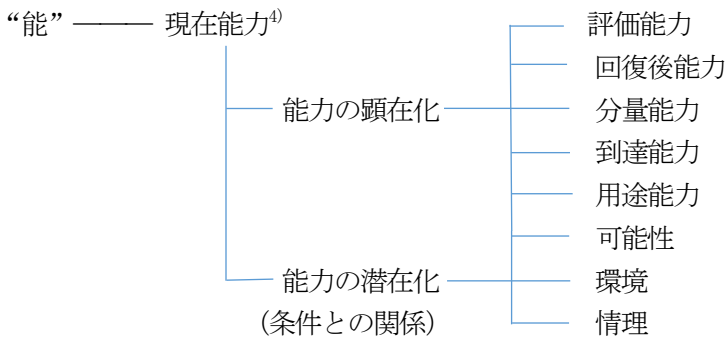 “能” ——— 現在能力4)
評価能力
回復後能力
能力の顕在化
分量能力
到達能力
用途能力
可能性
能力の潜在化
環境
(条件との関係)
情理